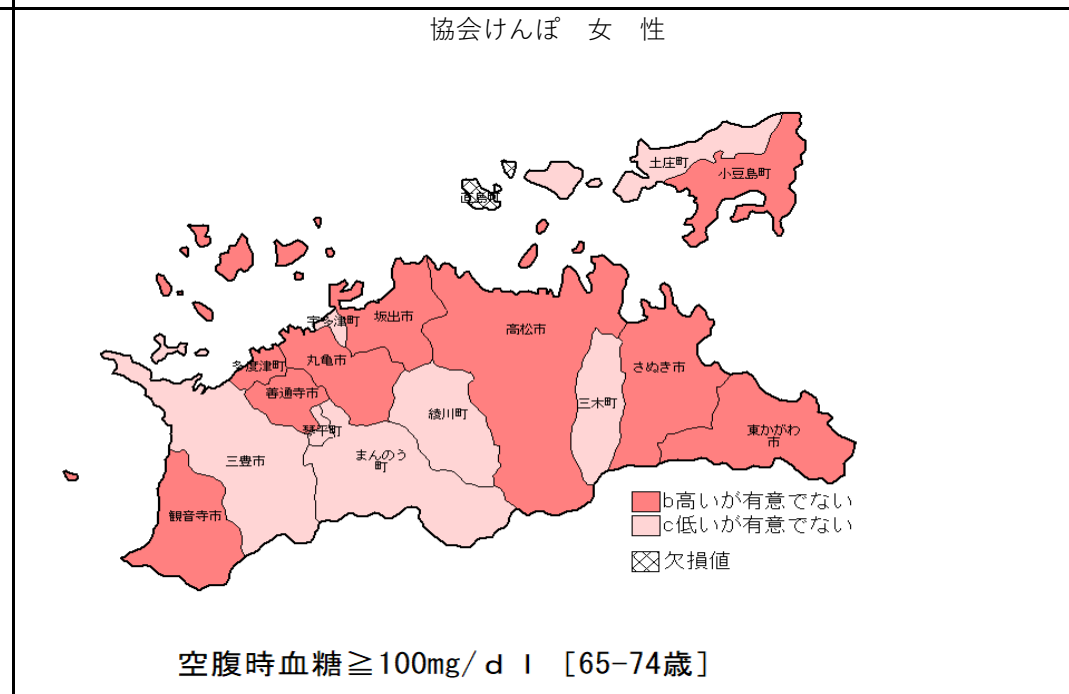 協会けんぽ　女　性
土庄町
小豆島町
直島町
宇多津町
坂出市
高松市
多度津町
丸亀市
さぬき市
善通寺市
三木町
綾川町
琴平町
東かがわ
市
まんのう
町
三豊市
観音寺市
b高いが有意でない
c低いが有意でない
欠損値
空腹時血糖≧100mg/ｄｌ［65-74歳］